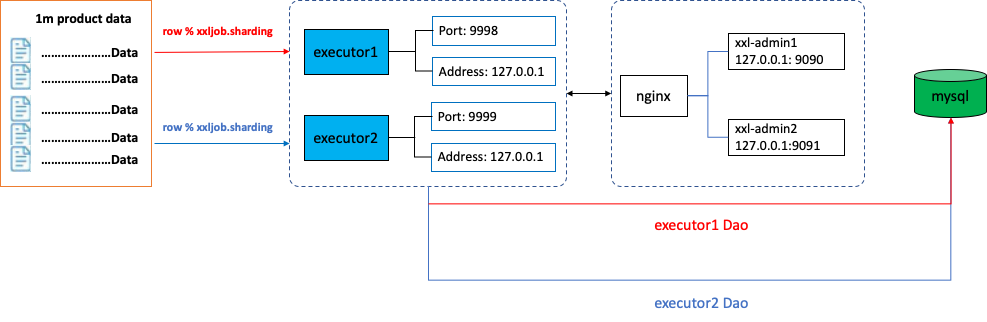 1m product data
......................Data
......................Data
......................Data
......................Data
......................Data
row % xxljob.sharding
row % xxljob.sharding
executor1
Port: 9998
Address: 127.0.0.1
executor2
Port: 9999
Address: 127.0.0.1
nginx
xxl-admin1
127.0.0.1: 9090
xxl-admin2
127.0.0.1:9091
mysql
executor1 Dao
executor2 Dao